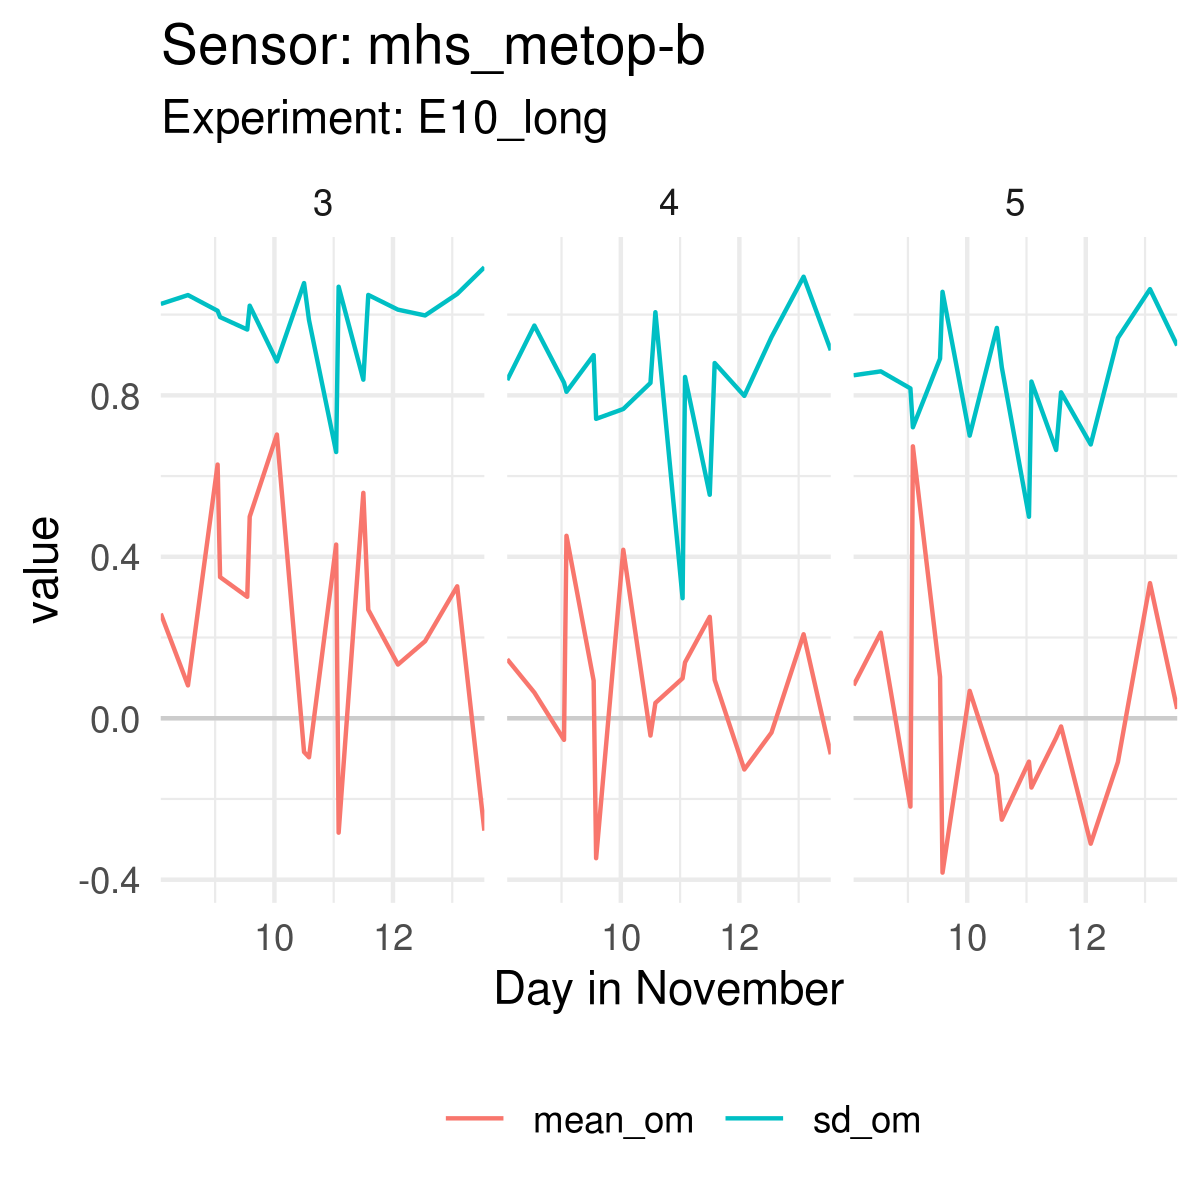 Sensor: mhs_metop-b
Experiment: E10_long
3 4 5
0.8
0.4
0.0
-0.4
value
10 12 10 12 10 12
Day in November
mean_om sd_om